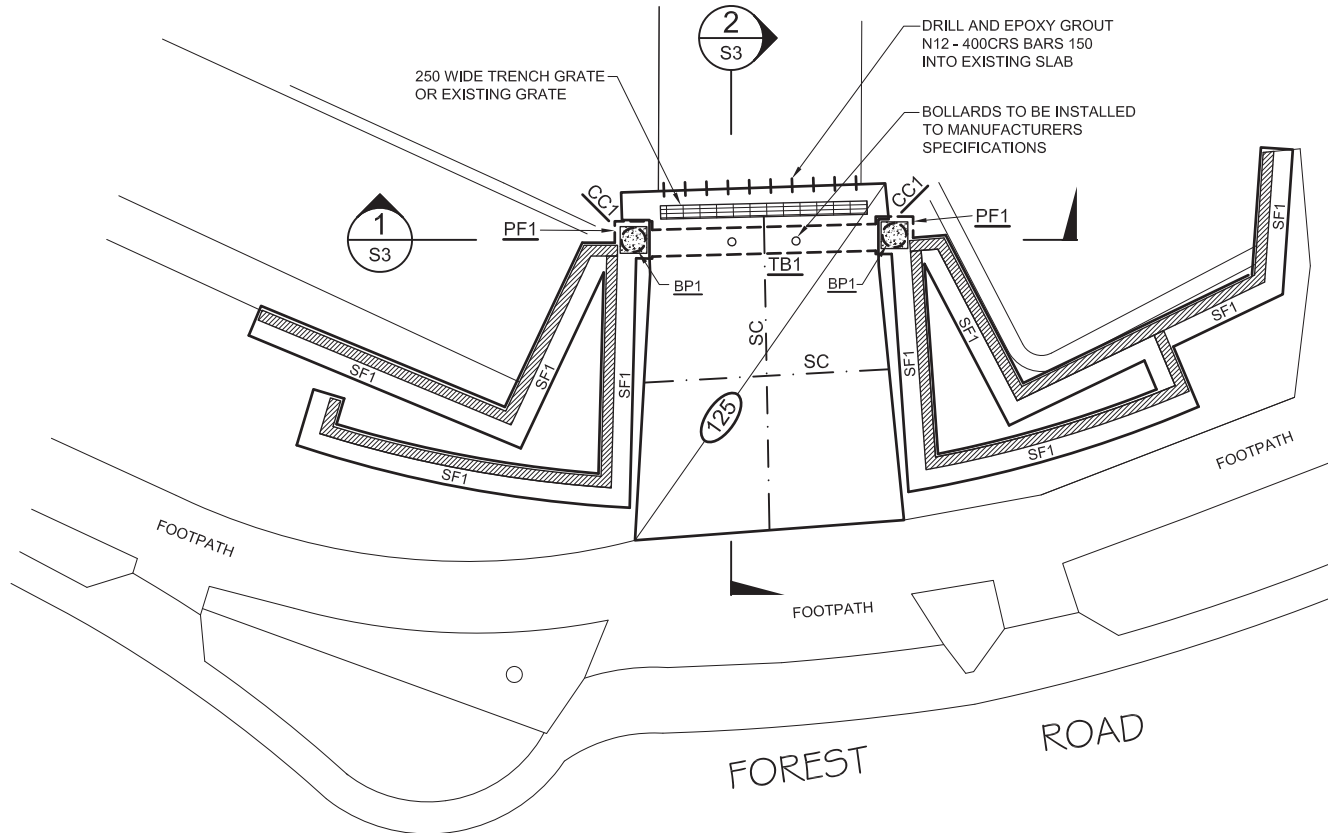 2
S3
DRILL AND EPOXY GROUT
N12 - 400CRS BARS 150
INTO EXISTING SLAB
250 WIDE TRENCH GRATE
OR EXISTING GRATE
BOLLARDS TO BE INSTALLED
TO MANUFACTURERS
SPECIFICATIONS
1
S3
CC1
CC1
PF1
PF1
TB1
BP1
BP1
SF1
SF1
SF1
SF1
SC
SC
125
SF1
SF1
SF1
SF1
SF1
FOOTPATH
FOOTPATH
FOOTPATH
FOREST ROAD